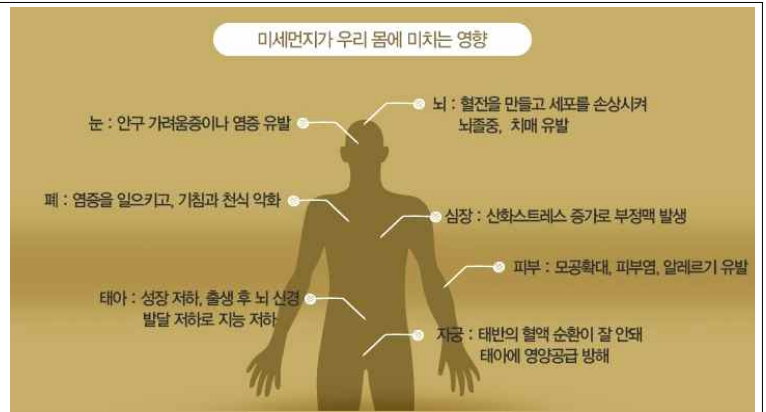 미세먼지가 우리 몸에 미치는 영향
뇌 : 혈전을 만들고 세포를 손상시켜
뇌졸중, 치매 유발
눈 : 안구 가려움증이나 염증 유발
폐 : 염증을 일으키고, 기침과 천식 악화
심장 : 산화스트레스 증가로 부정맥 발생
피부 : 모공확대, 피부염, 알레르기 유발
태아 : 성장 저하, 출생 후 뇌 신경
발달 저하로 지능 저하
자궁 : 태반의 혈액 순환이 잘 안돼
태아에 영양공급 방해